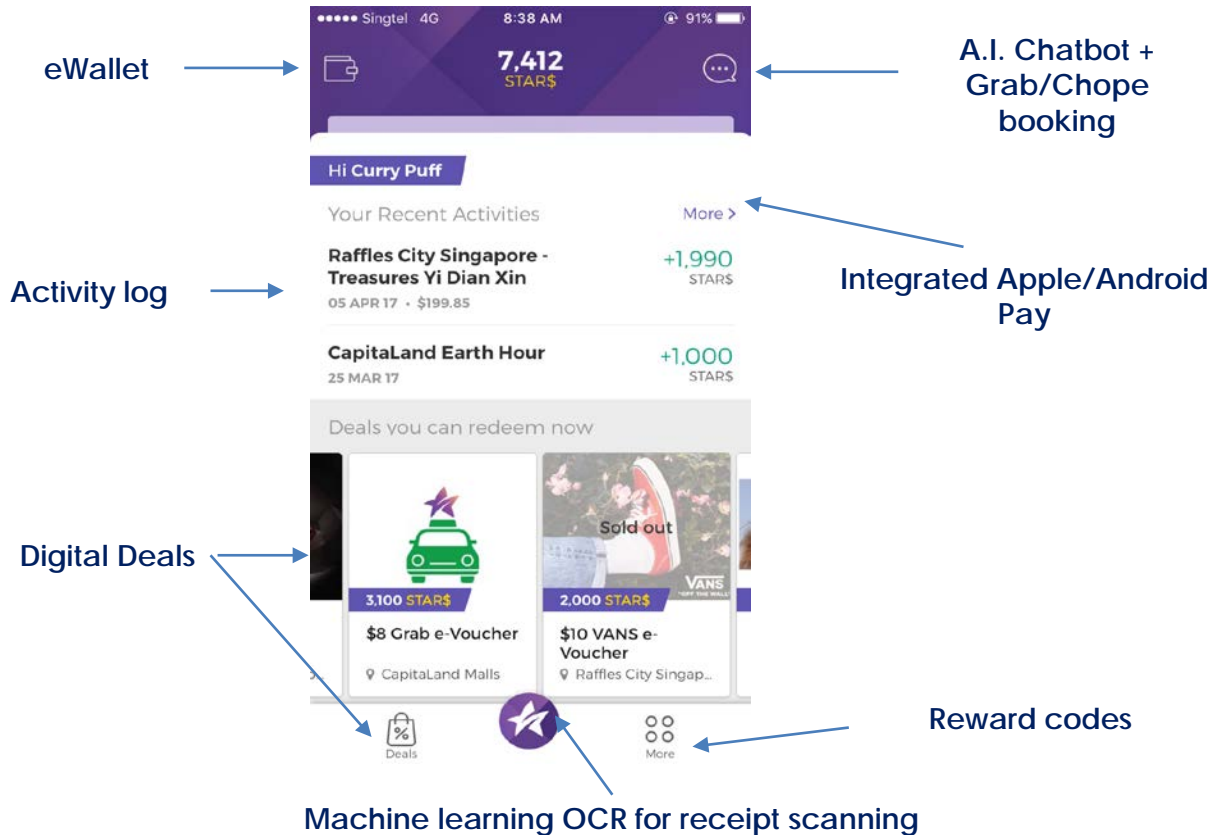 Singtel 4G 8:38 AM 91%
eWallet
7,412
STAR$
A.I. Chatbot +
Grab/Chope
booking
Hi Curry Puff
Your Recent Activities More >
Raffles City Singapore -
Treasures Yi Dian Xin
05 APR 17 • $199.85
+1,990
STAR$
Activity log
Integrated Apple/Android
Pay
CapitaLand Earth Hour
25 MAR 17
+1,000
STAR$
Deals you can redeem now
Digital Deals
3,100 STAR$
$8 Grab e-Voucher
CapitaLand Malls
Sold out
VANS
"OFF THE WALL"
2,000 STAR$
$10 VANS e-
Voucher
Raffles City Singap...
Deals
More
Reward codes
Machine learning OCR for receipt scanning